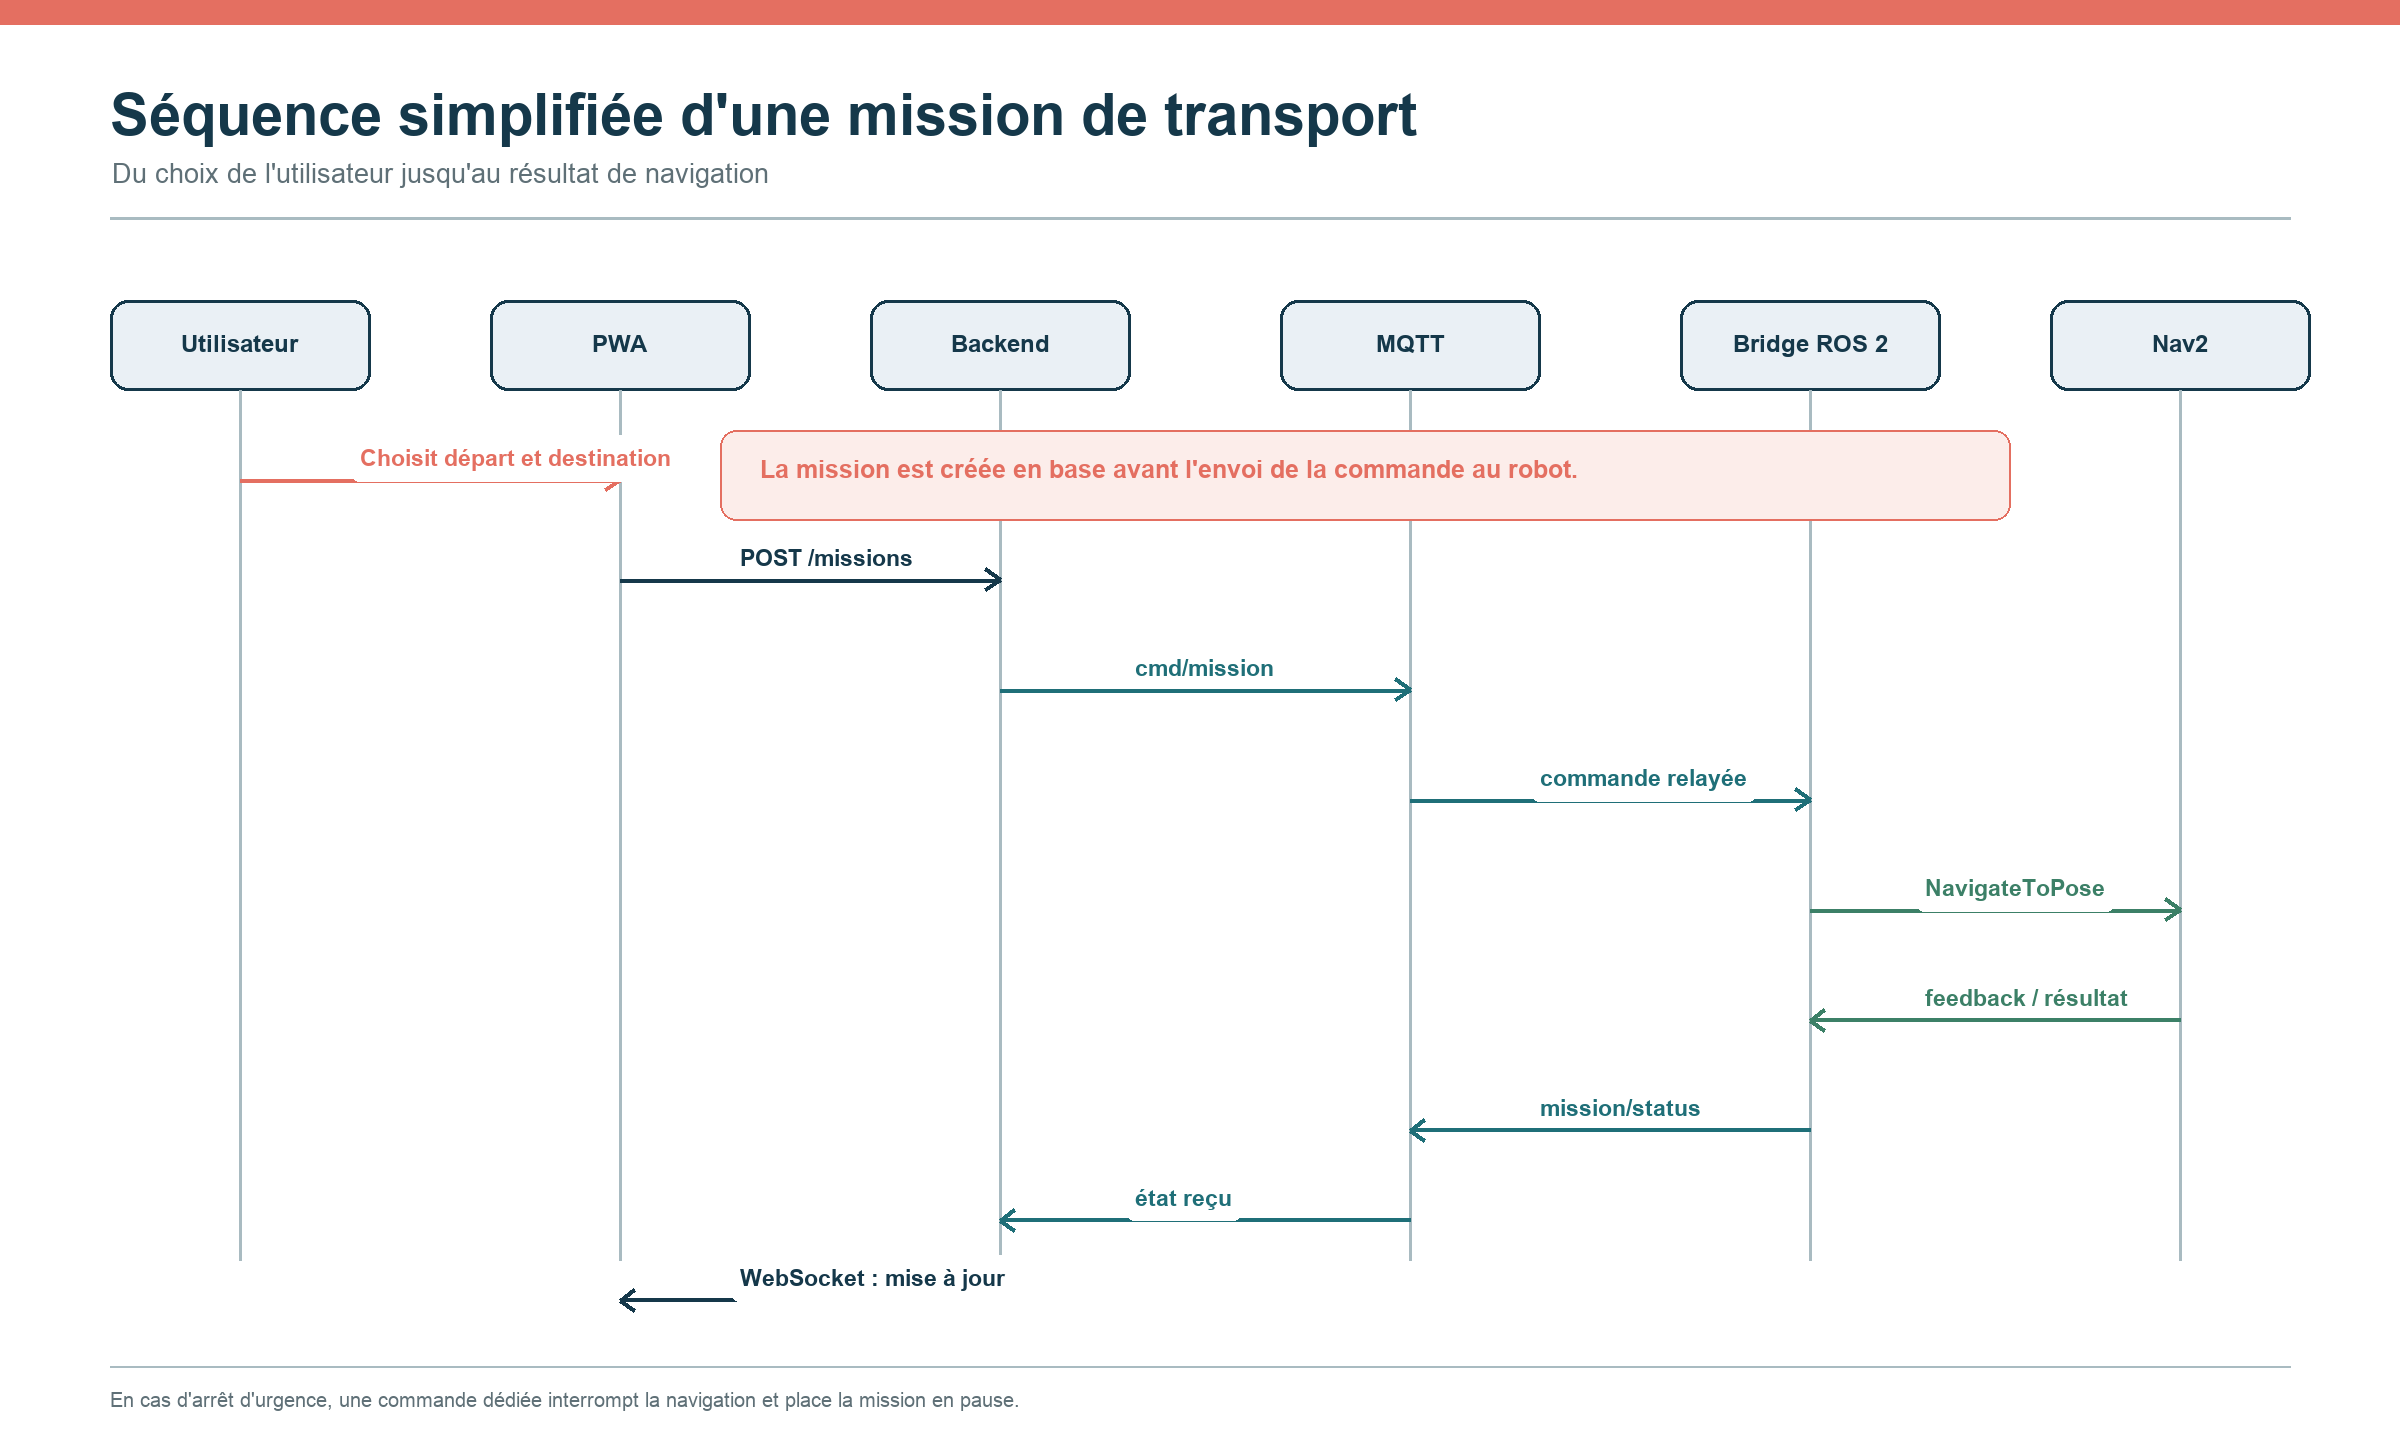 Séquence simplifiée d'une mission de transport
Du choix de l'utilisateur jusqu'au résultat de navigation
Utilisateur
PWA
Backend
MQTT
Bridge ROS 2
Nav2
Choisit départ et destination
La mission est créée en base avant l'envoi de la commande au robot.
POST /missions
cmd/mission
commande relayée
NavigateToPose
feedback / résultat
mission/status
état reçu
WebSocket : mise à jour
En cas d'arrêt d'urgence, une commande dédiée interrompt la navigation et place la mission en pause.